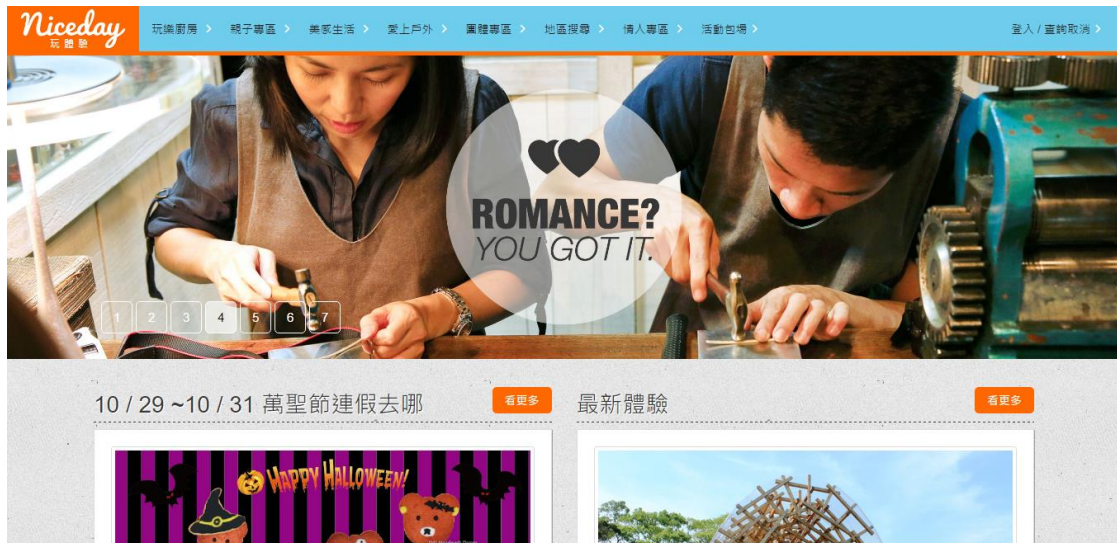 Niceday
玩體驗
玩樂廚房
親子專區
美感生活
愛上戶外
團體專區
地區搜尋
情人專區
活動包場
登入 / 查詢取消
ROMANCE?
YOU GOT IT.
1 2 3 4 5 6 7
10 / 29 ~10 / 31 萬聖節連假去哪
看更多
最新體驗
看更多
HAPPY HALLOWEEN!